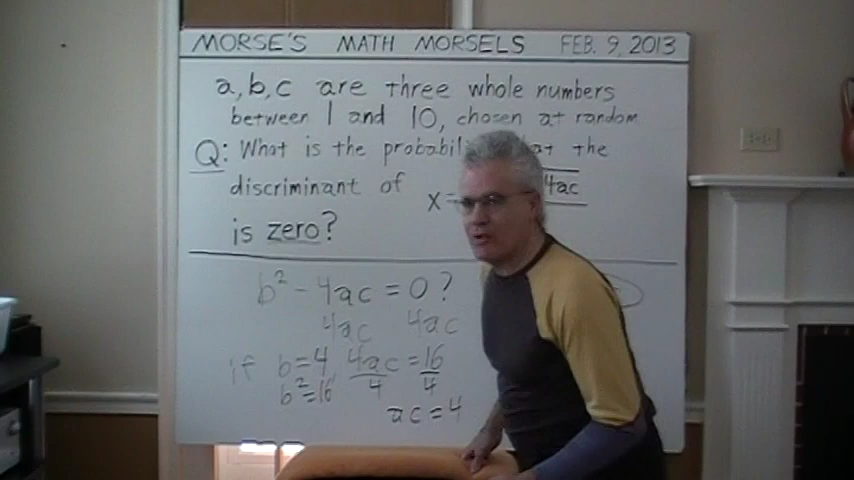 MORSE'S MATH MORSELS FEB. 9, 2013
a, b, c are three whole numbers
between 1 and 10, chosen at random
Q: What is the the
discriminant of x= 4ac
is zero?
b² - 4ac = 0 ?
4ac 4ac
if b = 4 4ac = 16
b² = 16 4 4
ac = 4